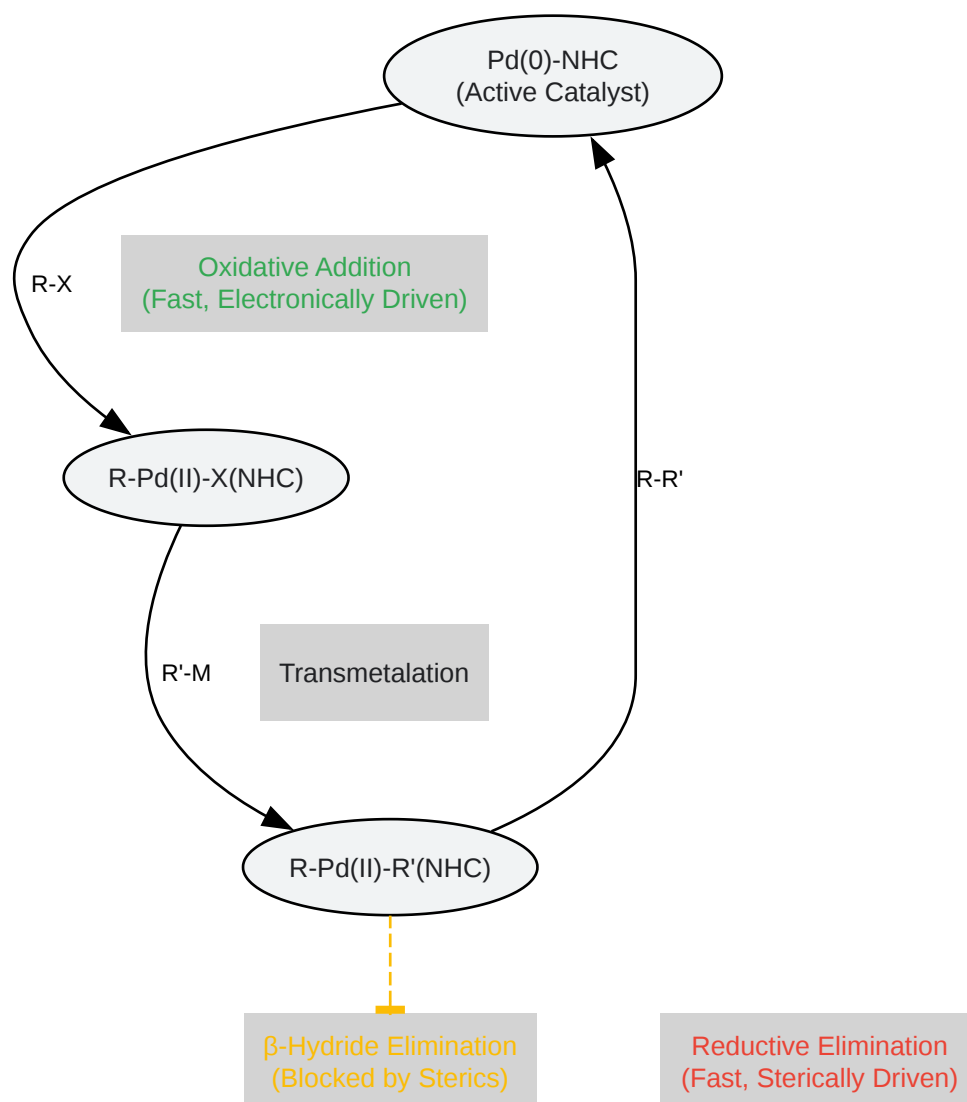 Pd(0)-NHC
(Active Catalyst)
Oxidative Addition
(Fast, Electronically Driven)
R-X
R-Pd(II)-X(NHC)
R-R'
R'-M
Transmetalation
R-Pd(II)-R'(NHC)
β-Hydride Elimination
(Blocked by Sterics)
Reductive Elimination
(Fast, Sterically Driven)